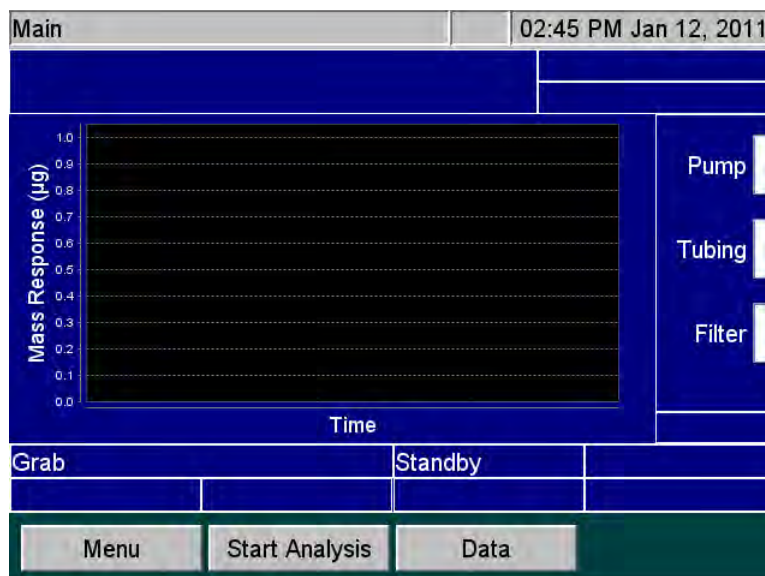 Main 02:45 PM Jan 12, 2011
Mass Response (µg)
1.0
0.9
0.8
0.7
0.6
0.5
0.4
0.3
0.2
0.1
0.0
Time
Pump
Tubing
Filter
Grab Standby
Menu Start Analysis Data